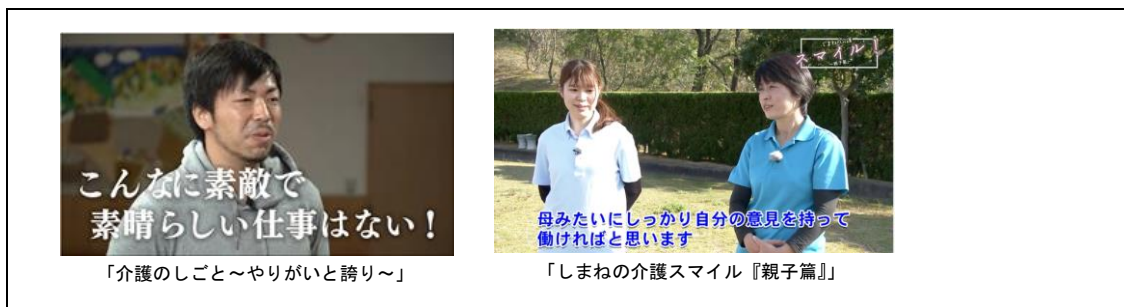 こんなに素敵で
素晴らしい仕事はない！
「介護のしごと～やりがいと誇り～」
スマイル！
母みたいにしっかり自分の意見を持って
働ければと思います
「しまねの介護スマイル『親子篇』」